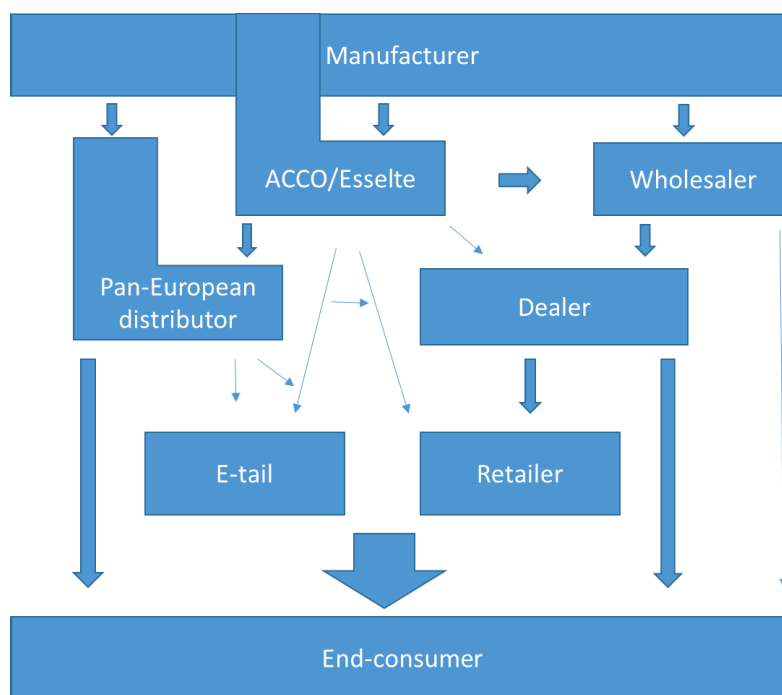 Manufacturer
ACCO/Esselte
Wholesaler
Pan-European
distributor
Dealer
E-tail
Retailer
End-consumer